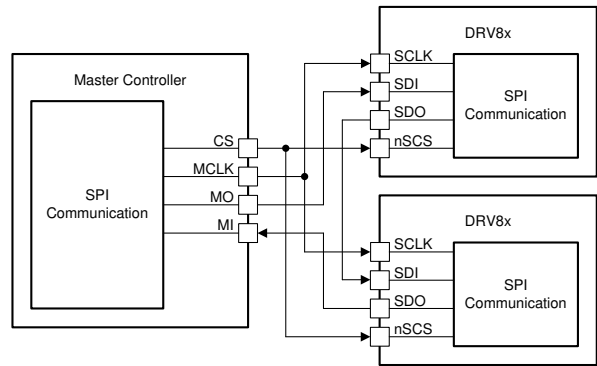 Master Controller
SPI
Communication
CS
MCLK
MO
MI
DRV8x
SCLK
SDI
SDO
nSCS
SPI
Communication
DRV8x
SCLK
SDI
SDO
nSCS
SPI
Communication